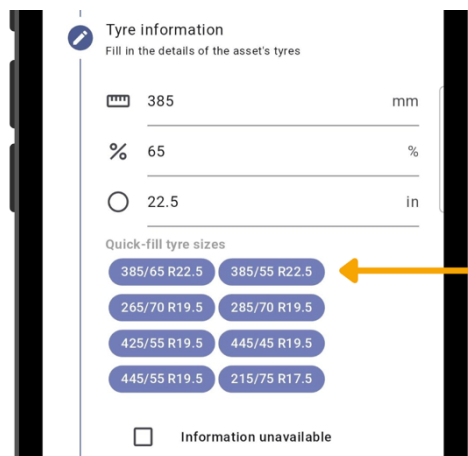 Tyre information
Fill in the details of the asset's tyres
385 mm
% 65 %
22.5 in
Quick-fill tyre sizes
385/65 R22.5 385/55 R22.5
265/70 R19.5 285/70 R19.5
425/55 R19.5 445/45 R19.5
445/55 R19.5 215/75 R17.5
Information unavailable